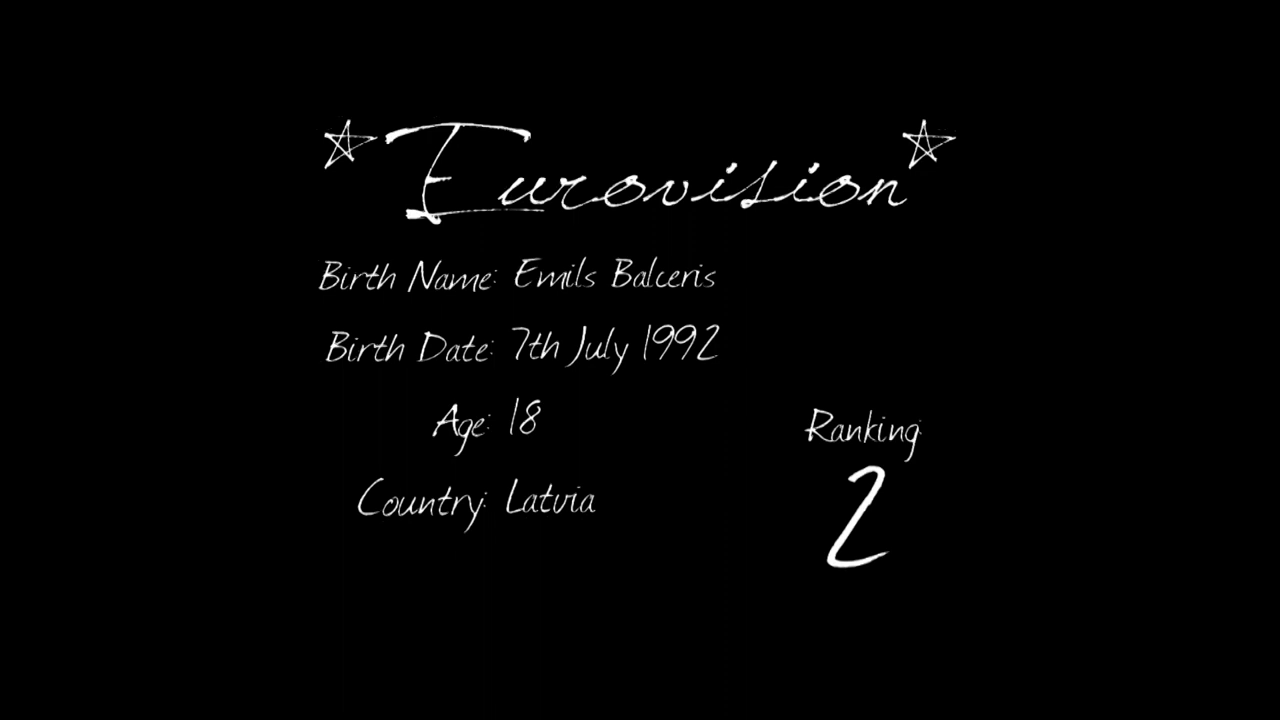 Eurovision
Birth Name: Emils Balceris
Birth Date: 7th July 1992
Age: 18
Country: Latvia
Ranking:
2